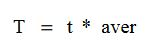 T = t * aver